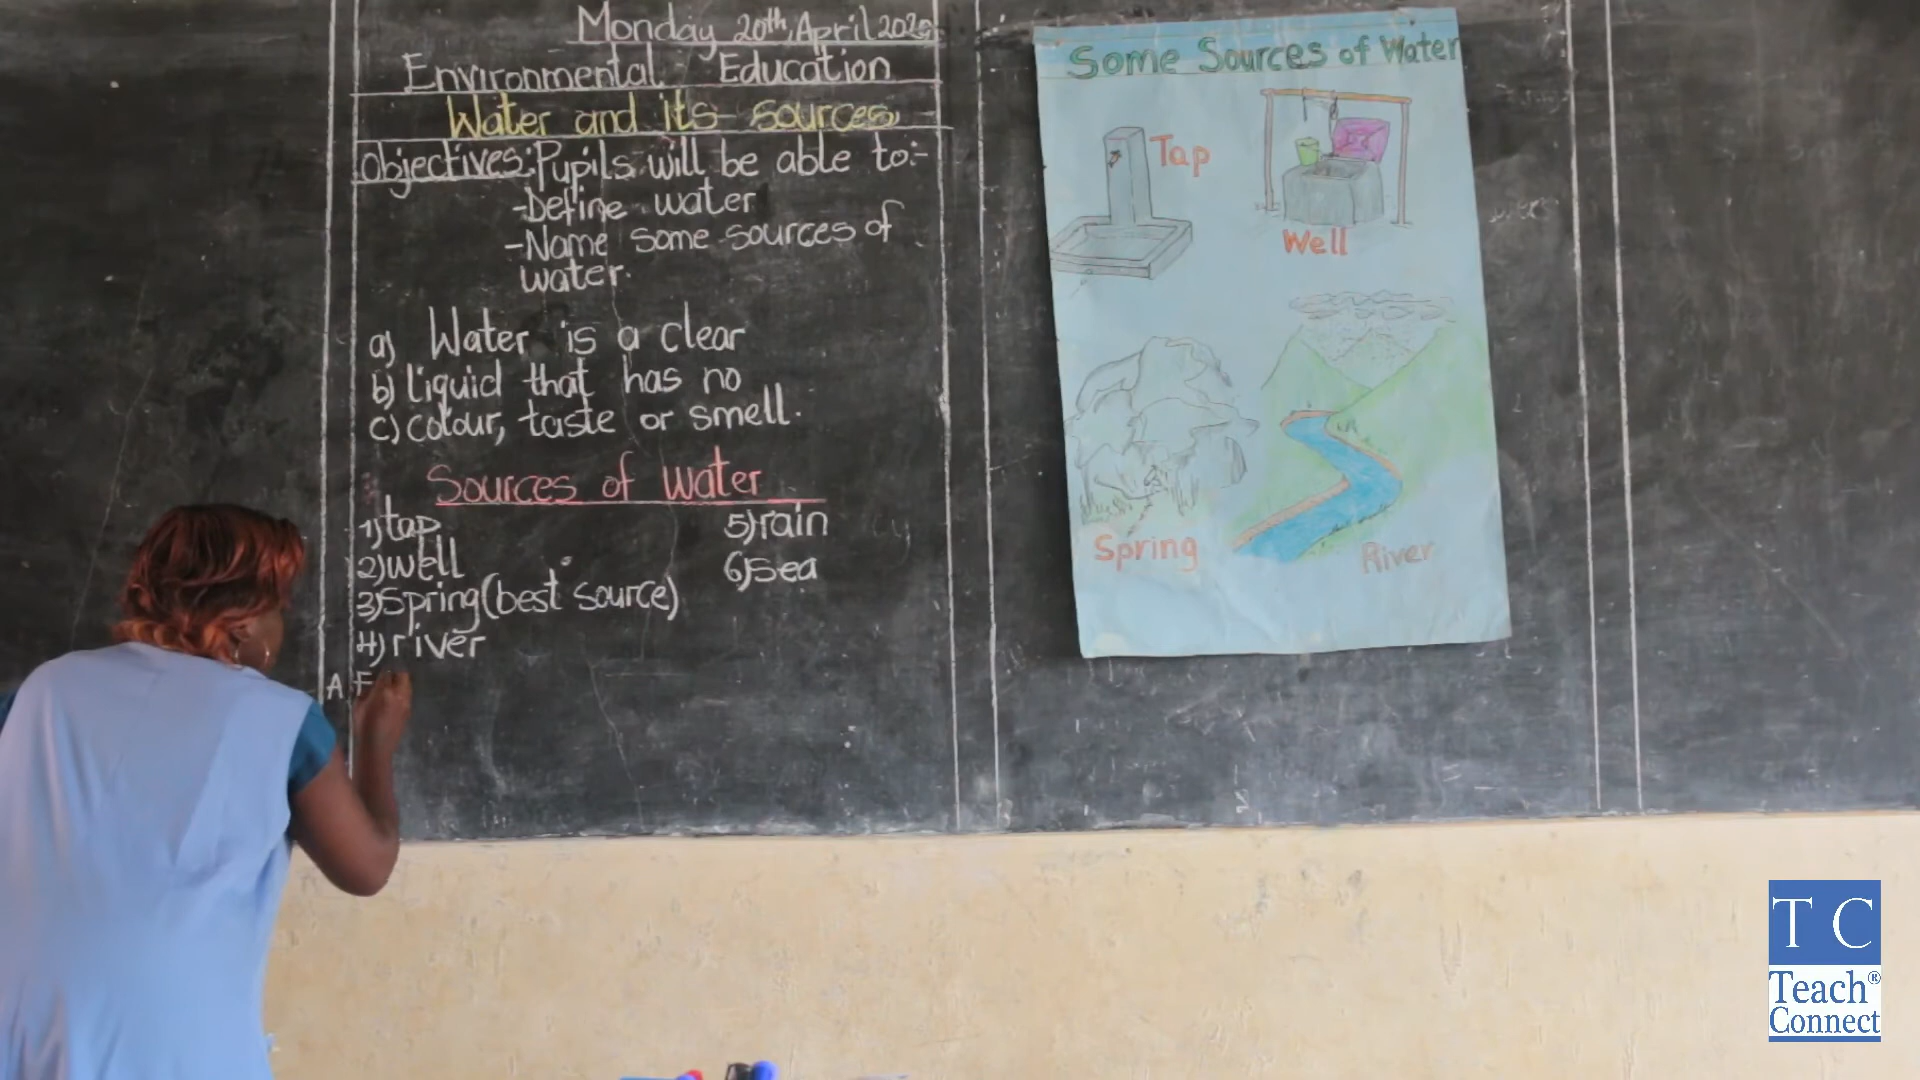 Monday 20th, April 2020
Environmental Education
Water and its sources
Objectives: Pupils will be able to:-
-Define water
-Name some sources of
water.
a) Water is a clear
b) liquid that has no
c) colour, taste or smell.
Sources of water
1) tap
2) well
3) Spring (best source)
4) river
5) rain
6) sea
A
Some Sources of Water
Tap
Well
Spring
River
T C
Teach®
Connect